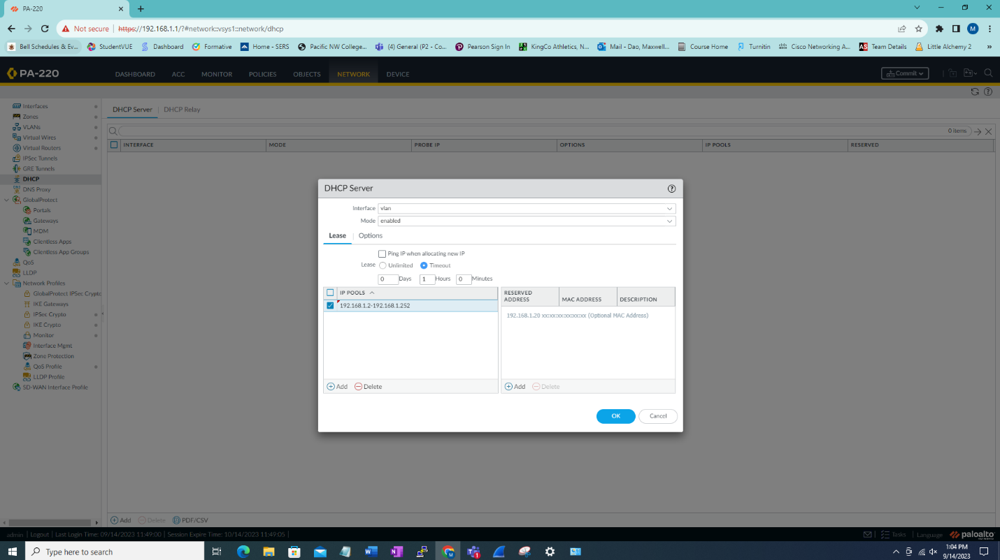 PA-220
Not secure https://192.168.1.1/?#network::vsys1::network/dhcp
M
Bell Schedules & Ev... StudentVUE Dashboard Formative Home - SERS Pacific NW College... (4) General (P2 - Co... Pearson Sign In KingCo Athletics, N... Mail - Dao, Maxwell... Course Home Turnitin Cisco Networking A... Team Details Little Alchemy 2 »
PA-220 DASHBOARD ACC MONITOR POLICIES OBJECTS NETWORK DEVICE Commit
Interfaces
Zones
VLANs
Virtual Wires
Virtual Routers
IPSec Tunnels
GRE Tunnels
DHCP
DNS Proxy
GlobalProtect
Portals
Gateways
MDM
Clientless Apps
Clientless App Groups
QoS
LLDP
Network Profiles
GlobalProtect IPSec Crypto
IKE Gateways
IPSec Crypto
IKE Crypto
Monitor
Interface Mgmt
Zone Protection
QoS Profile
LLDP Profile
SD-WAN Interface Profile
DHCP Server DHCP Relay
0 items
INTERFACE MODE PROBE IP OPTIONS IP POOLS RESERVED
DHCP Server
Interface vlan
Mode enabled
Lease Options
Ping IP when allocating new IP
Lease Unlimited Timeout
0 Days 1 Hours 0 Minutes
IP POOLS
192.168.1.2-192.168.1.252
Add Delete
RESERVED ADDRESS MAC ADDRESS DESCRIPTION
192.168.1.20 xx:xx:xx:xx:xx:xx (Optional MAC Address)
Add Delete
OK Cancel
Add Delete PDF/CSV
admin | Logout | Last Login Time: 09/14/2023 11:49:00 | Session Expire Time: 10/14/2023 11:49:05 |
Tasks | Language paloalto
Type here to search
1:04 PM
9/14/2023